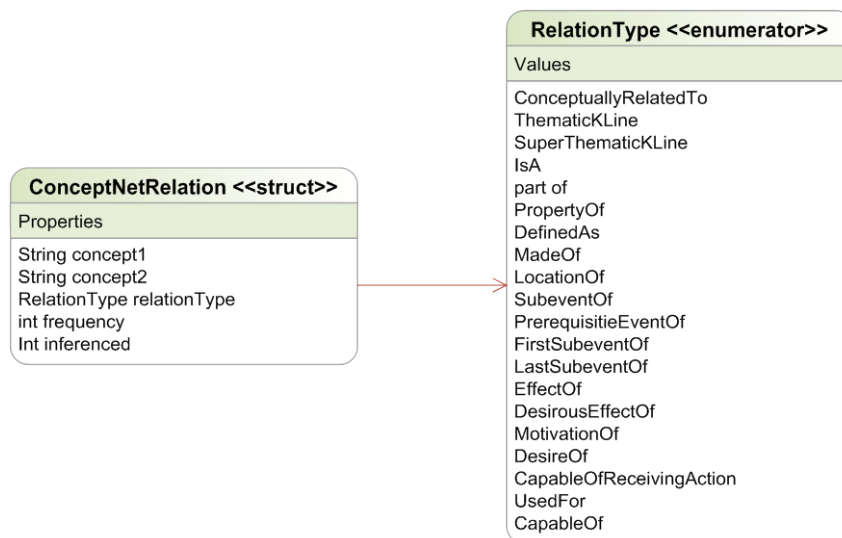 ConceptNetRelation <<struct>>
Properties
String concept1
String concept2
RelationType relationType
int frequency
Int inferenced
RelationType <<enumerator>>
Values
ConceptuallyRelatedTo
ThematicKLine
SuperThematicKLine
IsA
part of
PropertyOf
DefinedAs
MadeOf
LocationOf
SubeventOf
PrerequisitieEventOf
FirstSubeventOf
LastSubeventOf
EffectOf
DesirousEffectOf
MotivationOf
DesireOf
CapableOfReceivingAction
UsedFor
CapableOf